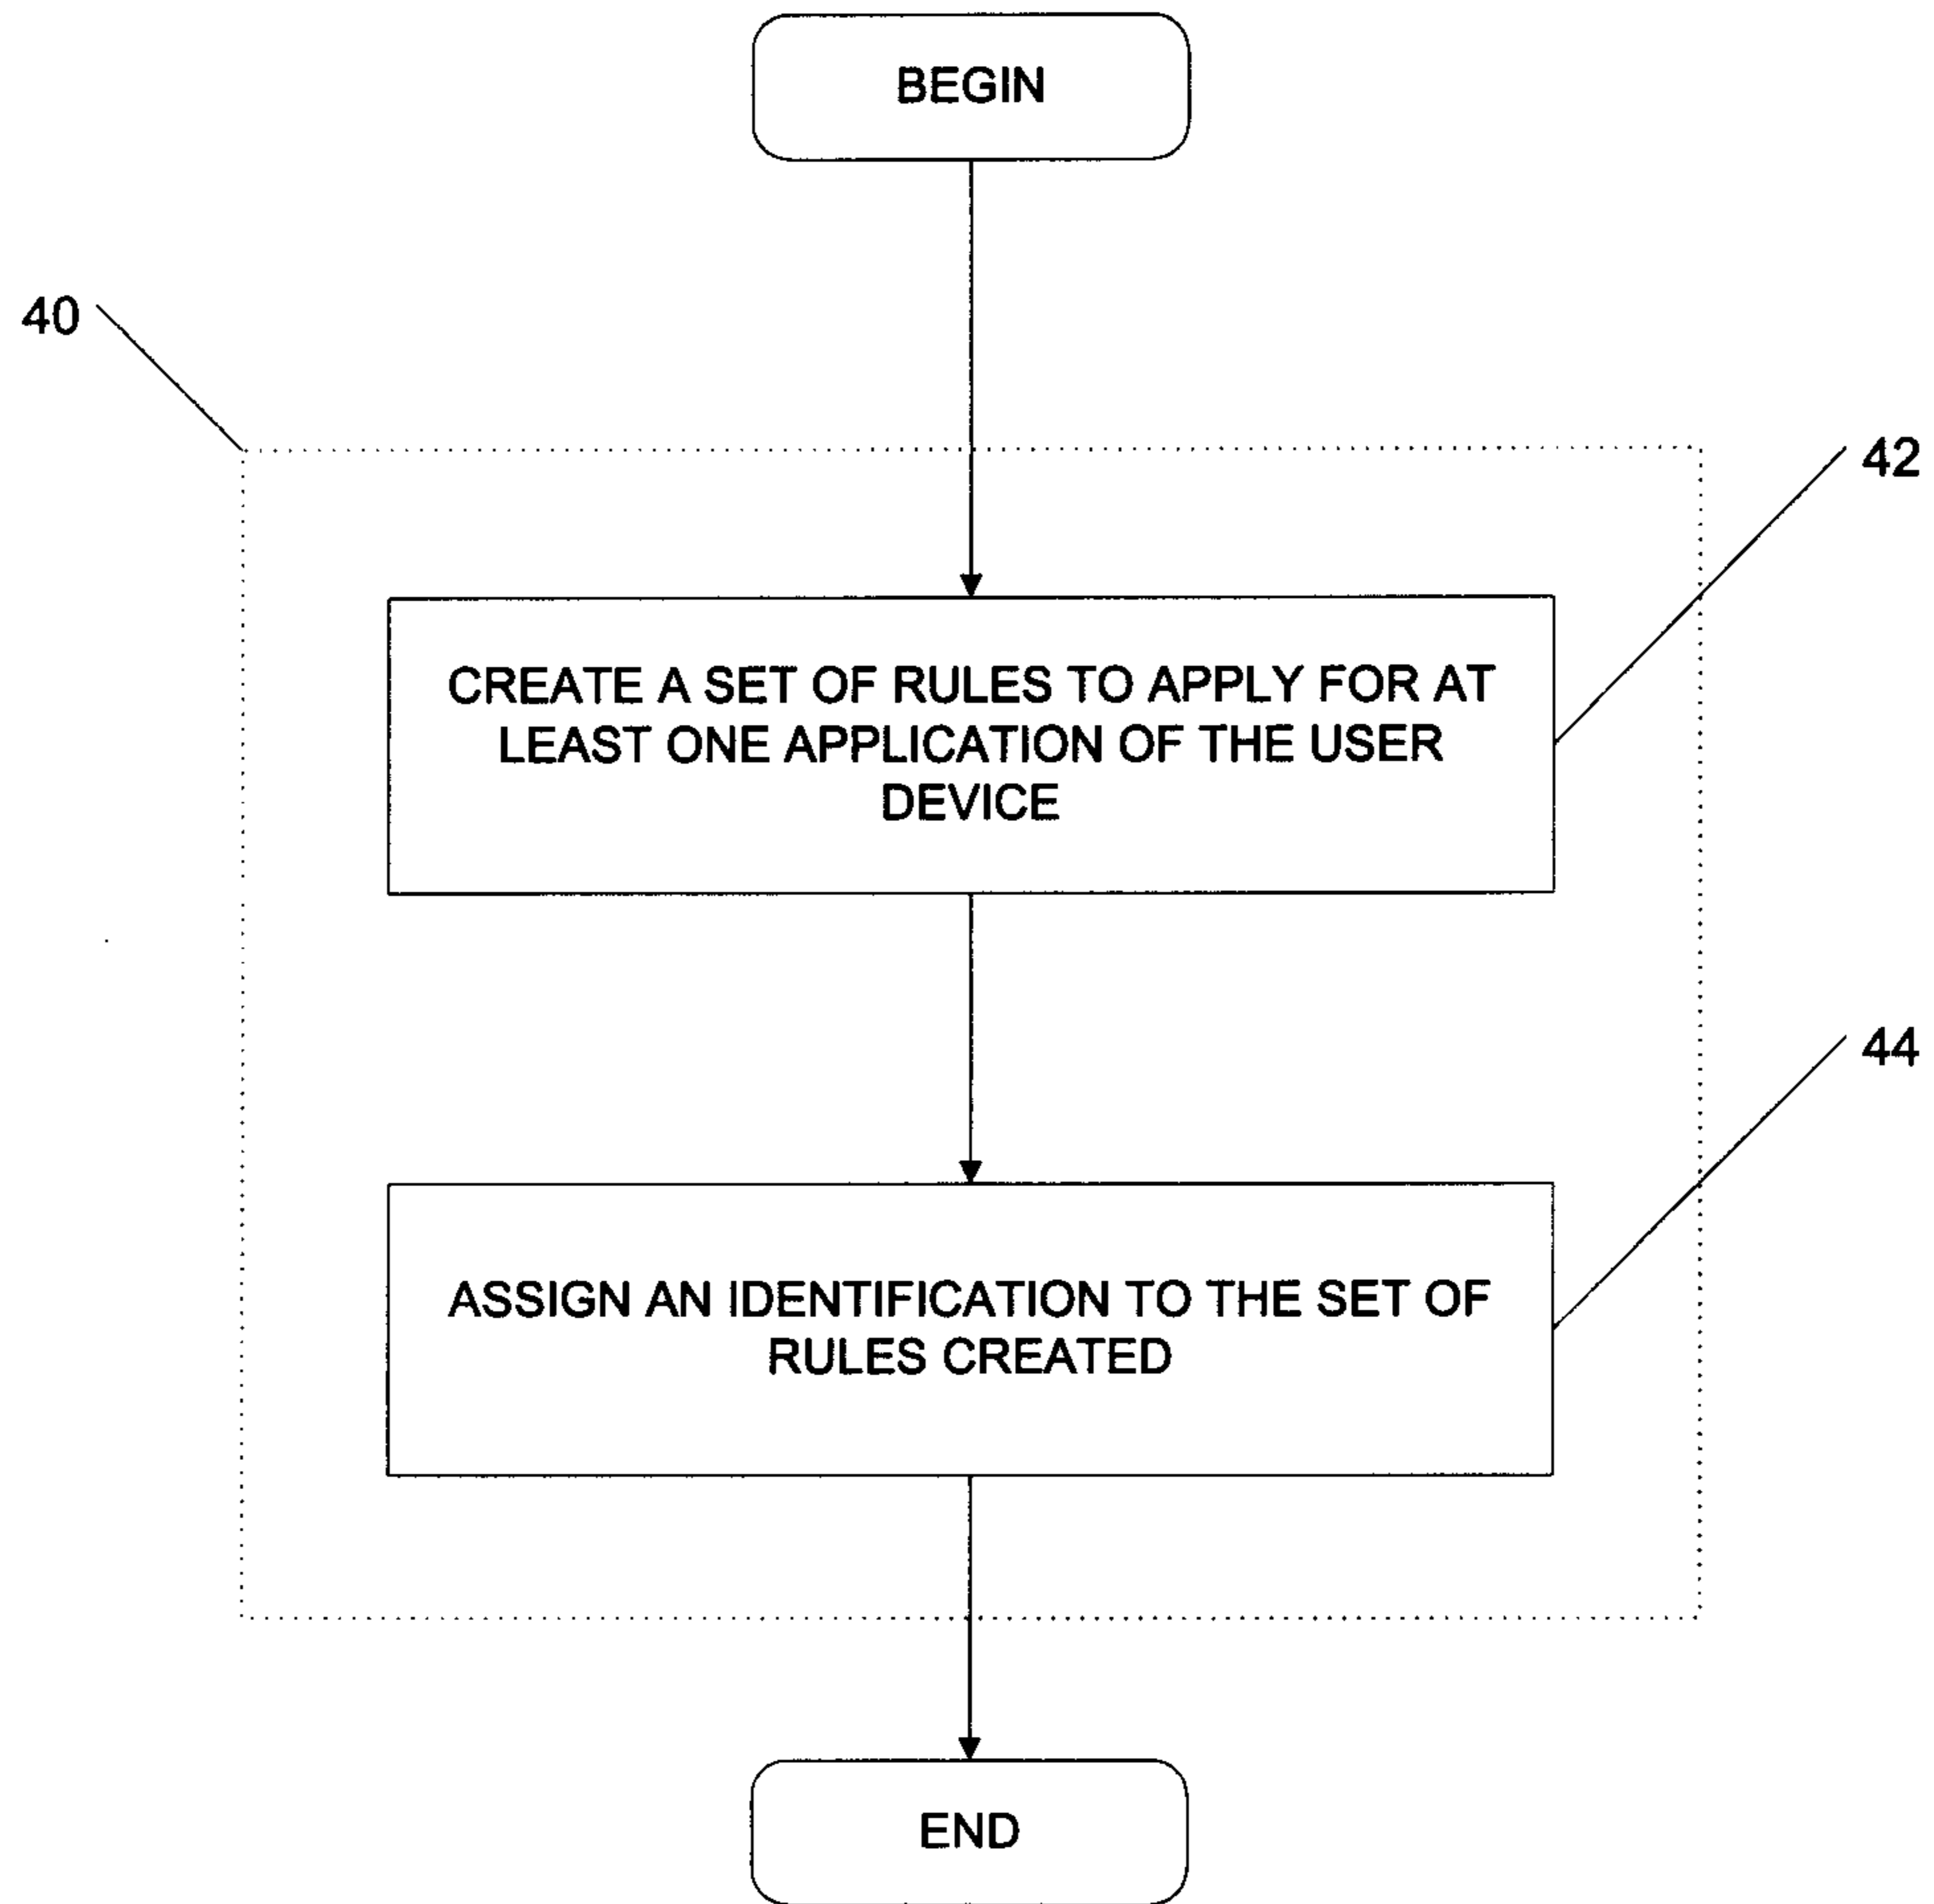 BEGIN
40
42
CREATE A SET OF RULES TO APPLY FOR AT
LEAST ONE APPLICATION OF THE USER
DEVICE
44
ASSIGN AN IDENTIFICATION TO THE SET OF
RULES CREATED
END